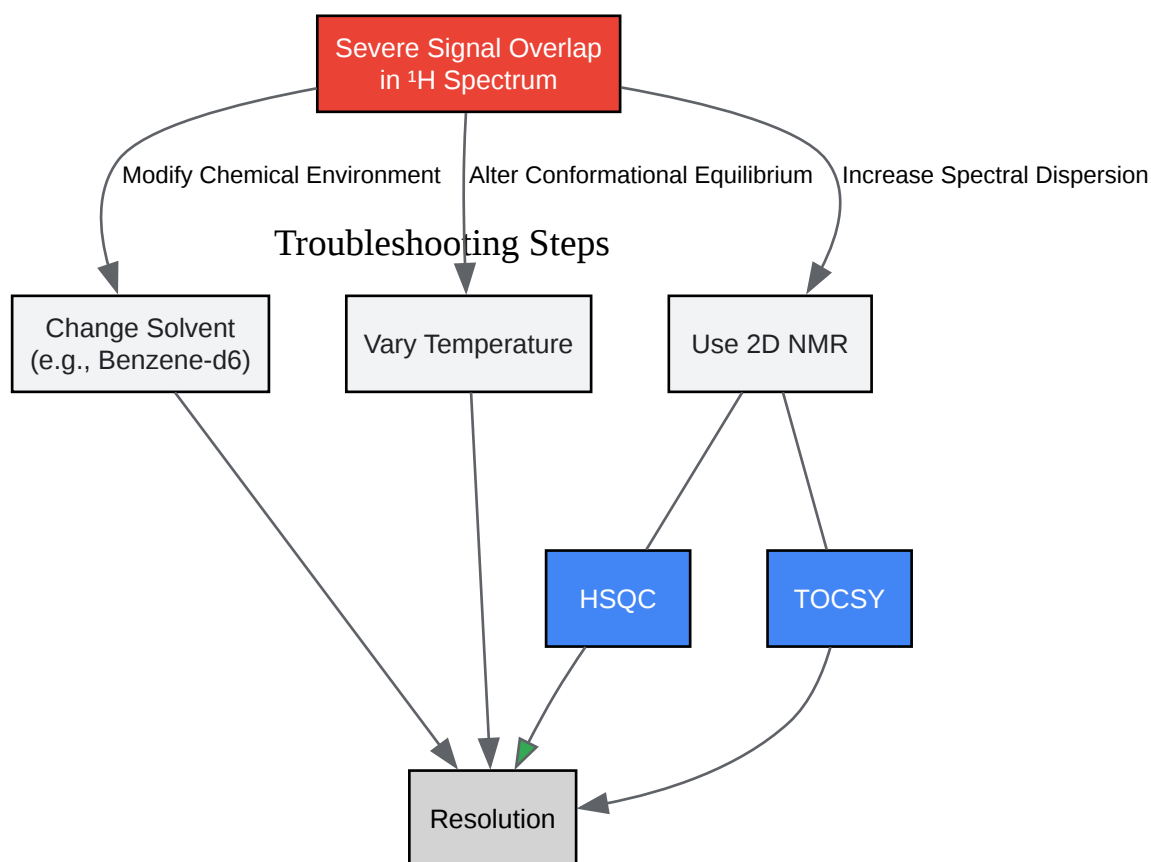 Severe Signal Overlap
in ¹H Spectrum
Modify Chemical Environment
Alter Conformational Equilibrium
Increase Spectral Dispersion
Troubleshooting Steps
Change Solvent
(e.g., Benzene-d6)
Vary Temperature
Use 2D NMR
HSQC
TOCSY
Resolution